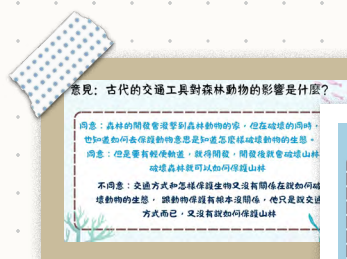 意見: 古代的交通工具對森林動物的影響是什麼?
同意：森林的開發會波擊到森林動物的家，但在破壞的同時，
也知道如何去保護動物意思是知道怎麼樣破壞動物的生態。
同意：但是要有輕便軌道，就得開發，開發後就會破壞山林
破壞森林就可以如何保護山林
不同意：交通方式和怎樣保護生物又沒有關係在說如何破
壞動物的生態，跟動物保護有根本沒關係，他只是說交通
方式而已，又沒有說如何保護山林